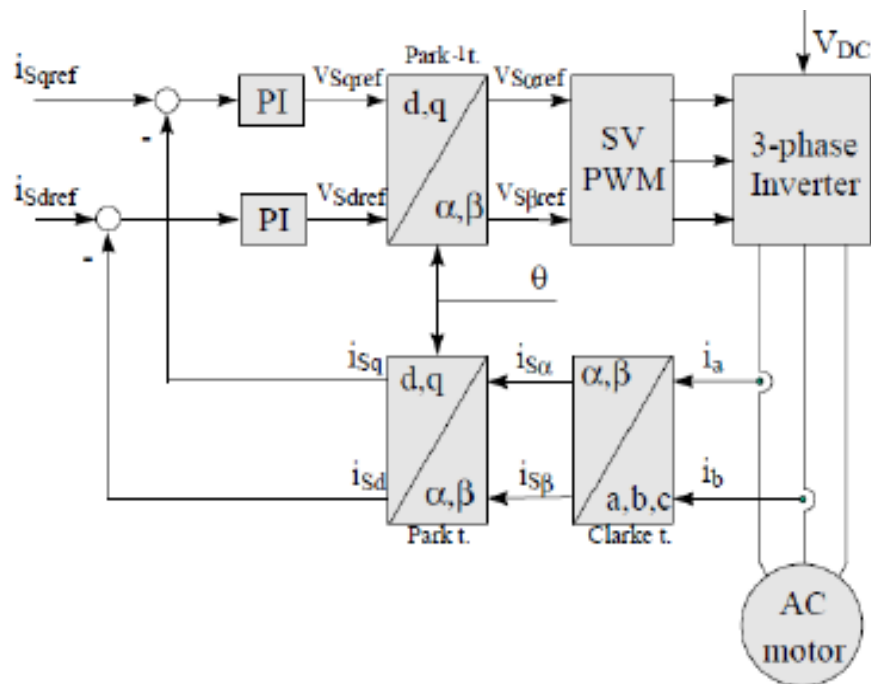 Park -1 t.
V_DC
i_Sqref
PI
v_Sqref
d,q
v_Sαref
SV
PWM
3-phase
Inverter
-
i_Sdref
PI
v_Sdref
α,β
v_Sβref
-
θ
i_Sq
d,q
i_Sα
α,β
i_a
i_Sd
α,β
i_Sβ
a,b,c
i_b
Park t.
Clarke t.
AC
motor